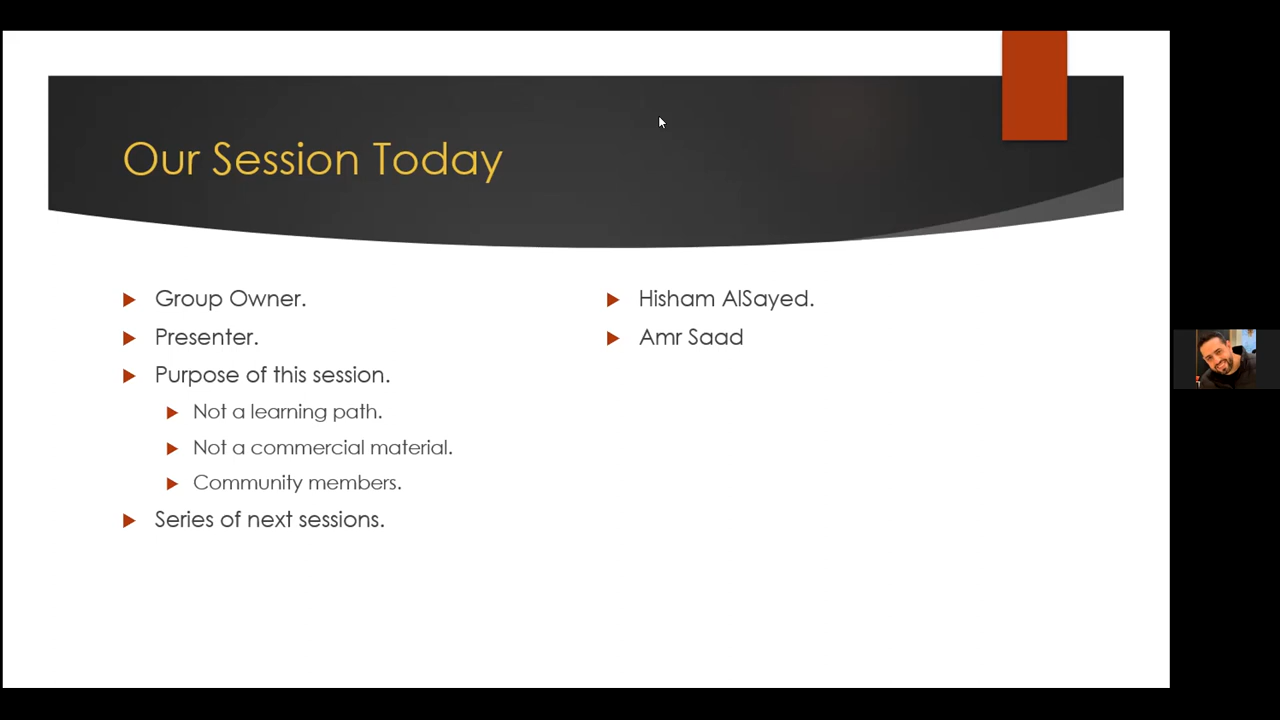 Our Session Today
Group Owner.
Presenter.
Purpose of this session.
Not a learning path.
Not a commercial material.
Community members.
Series of next sessions.
Hisham AlSayed.
Amr Saad